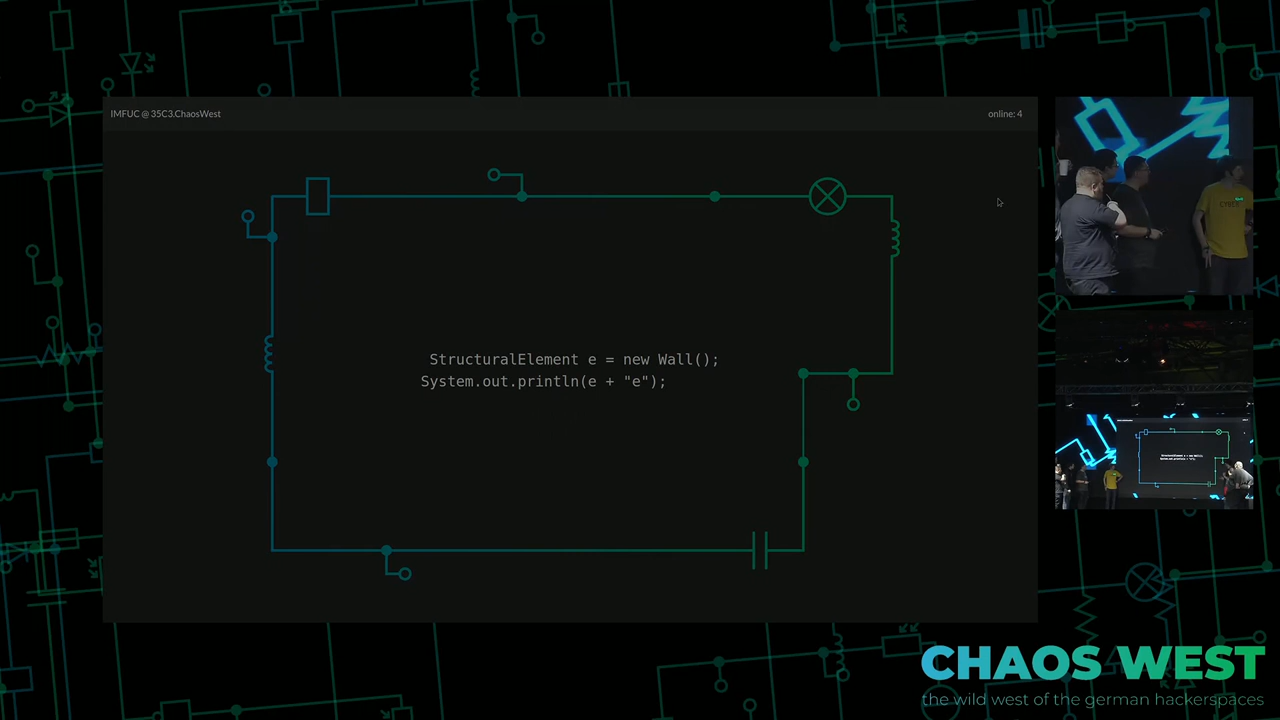 IMFUC @ 35C3.ChaosWest
online: 4
StructuralElement e = new Wall();
System.out.println(e + "e");
CHAOS WEST
the wild west of the german hackerspaces